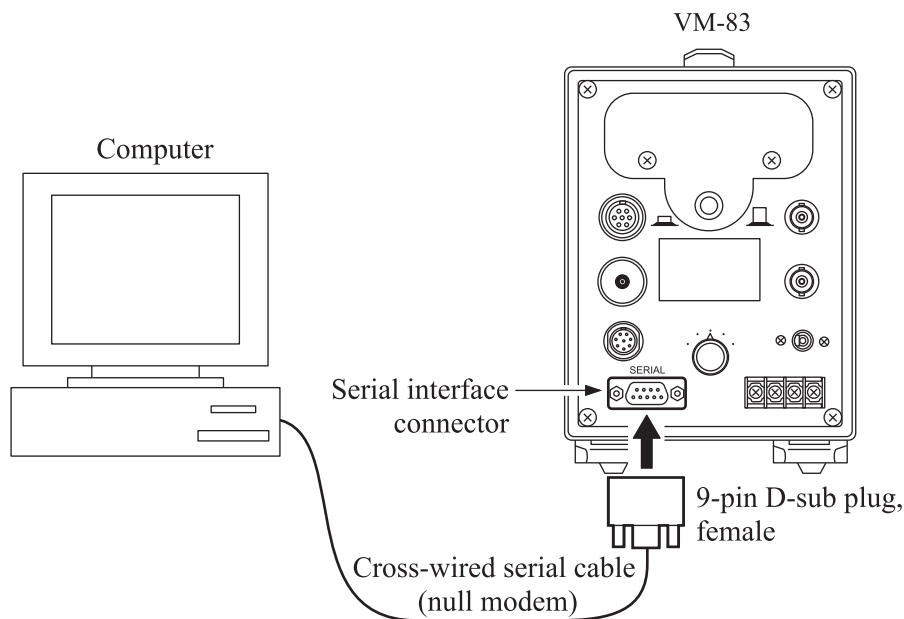 VM-83
Computer
SERIAL
Serial interface
connector
9-pin D-sub plug,
female
Cross-wired serial cable
(null modem)